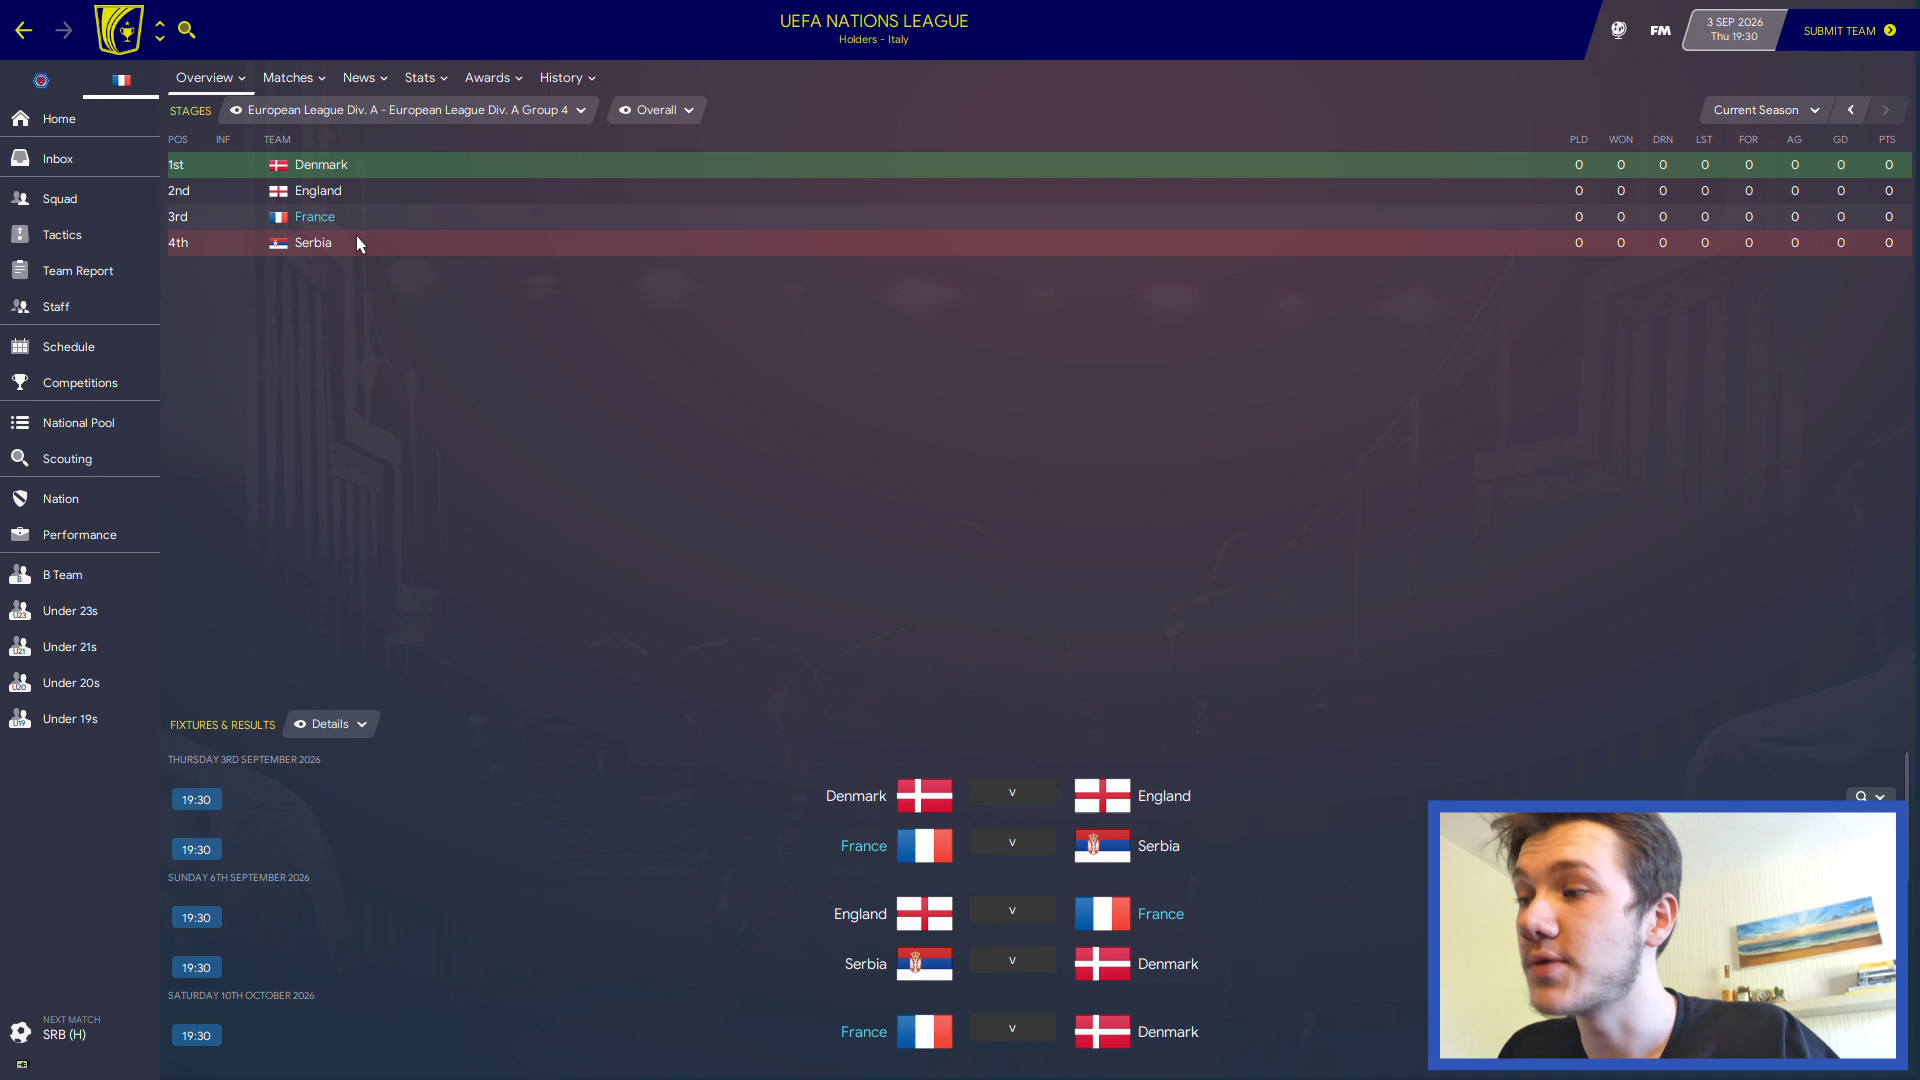 UEFA NATIONS LEAGUE
Holders - Italy
FM
3 SEP 2026
Thu 19:30
SUBMIT TEAM
Overview
Matches
News
Stats
Awards
History
STAGES
European League Div. A - European League Div. A Group 4
Overall
Current Season
POS INF TEAM PLD WON DRN LST FOR AG GD PTS
1st Denmark 0 0 0 0 0 0 0 0
2nd England 0 0 0 0 0 0 0 0
3rd France 0 0 0 0 0 0 0 0
4th Serbia 0 0 0 0 0 0 0 0
Home
Inbox
Squad
Tactics
Team Report
Staff
Schedule
Competitions
National Pool
Scouting
Nation
Performance
B
B Team
U23
Under 23s
U21
Under 21s
U20
Under 20s
U19
Under 19s
NEXT MATCH
SRB (H)
FIXTURES & RESULTS
Details
THURSDAY 3RD SEPTEMBER 2026
19:30 Denmark v England
19:30 France v Serbia
SUNDAY 6TH SEPTEMBER 2026
19:30 England v France
19:30 Serbia v Denmark
SATURDAY 10TH OCTOBER 2026
19:30 France v Denmark